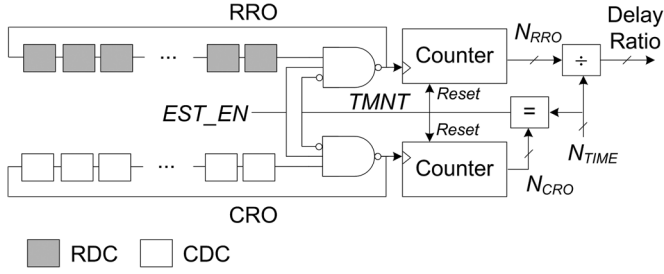 RRO
...
Counter
N_RRO
÷
Delay
Ratio
EST_EN
TMNT
Reset
Reset
=
N_TIME
...
Counter
N_CRO
CRO
RDC
CDC